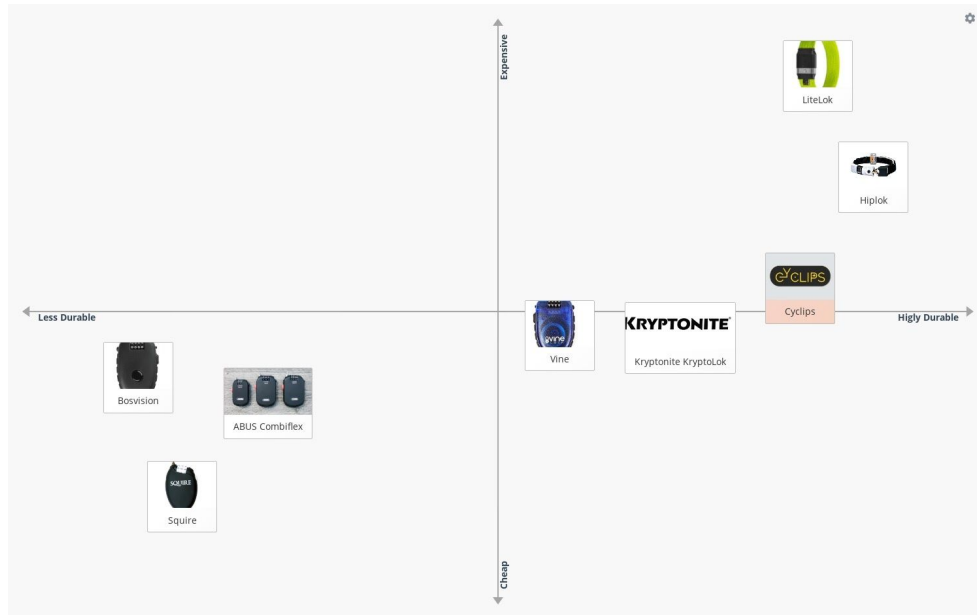 Expensive
LiteLok
Hiplok
CYCLIPS
Cyclips
Less Durable
Higly Durable
vine
Vine
KRYPTONITE
Kryptonite KryptoLok
Bosvision
ABUS Combiflex
SQUIRE
Squire
Cheap